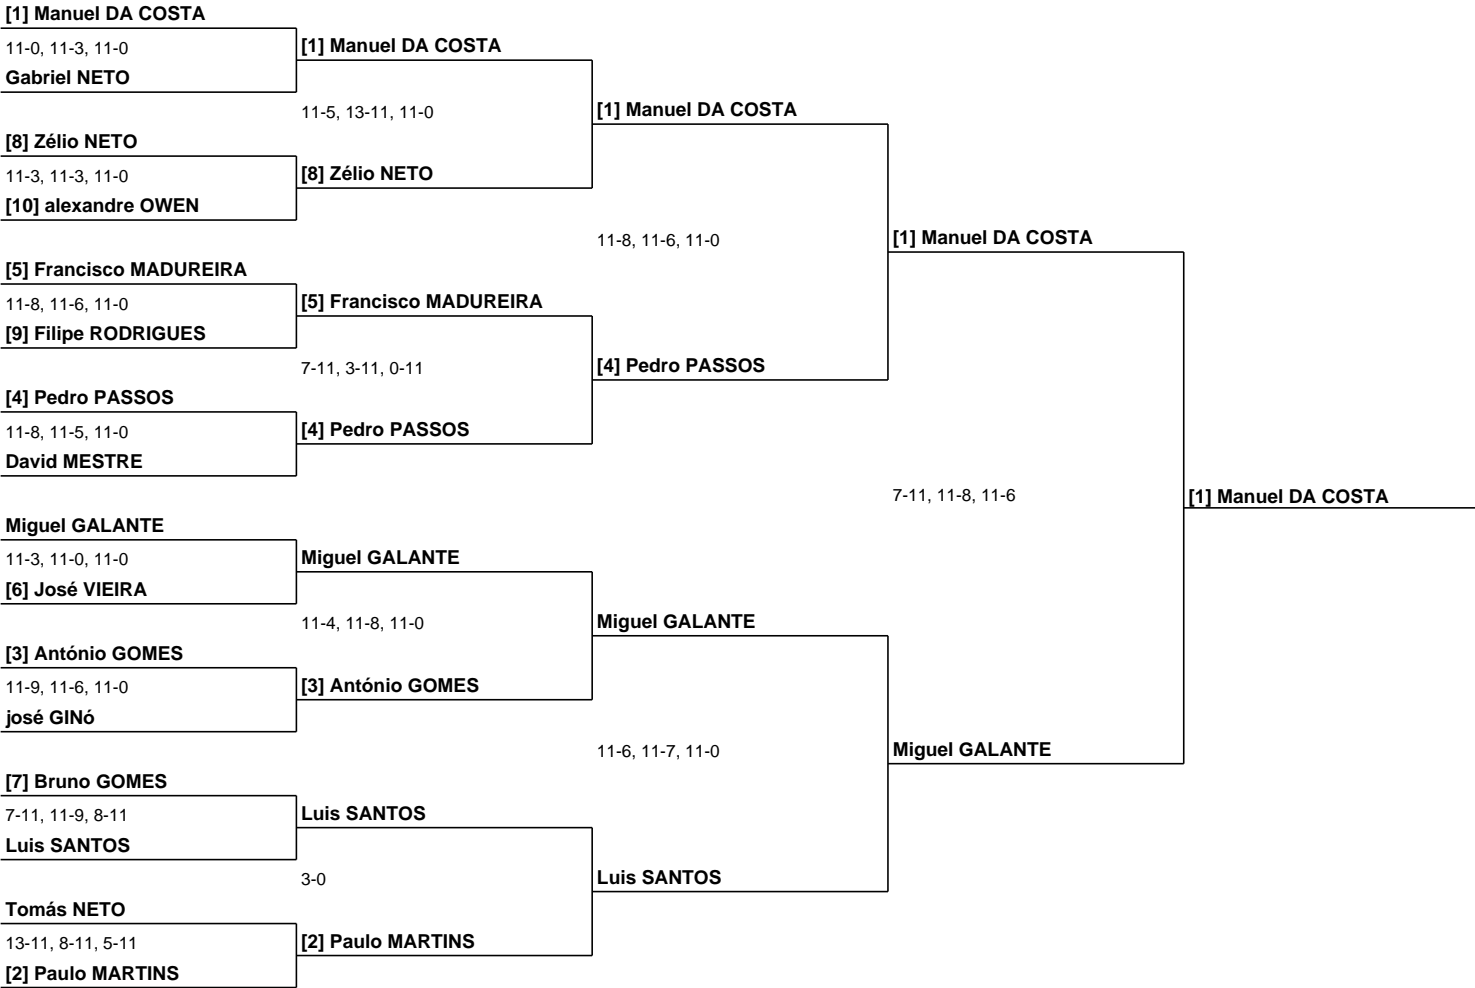 [1] Manuel DA COSTA
11-0, 11-3, 11-0
Gabriel NETO
[8] Zélio NETO
11-3, 11-3, 11-0
[10] alexandre OWEN
[5] Francisco MADUREIRA
11-8, 11-6, 11-0
[9] Filipe RODRIGUES
[4] Pedro PASSOS
11-8, 11-5, 11-0
David MESTRE
Miguel GALANTE
11-3, 11-0, 11-0
[6] José VIEIRA
[3] António GOMES
11-9, 11-6, 11-0
josé GINó
[7] Bruno GOMES
7-11, 11-9, 8-11
Luis SANTOS
Tomás NETO
13-11, 8-11, 5-11
[2] Paulo MARTINS
[1] Manuel DA COSTA
11-5, 13-11, 11-0
[8] Zélio NETO
[5] Francisco MADUREIRA
7-11, 3-11, 0-11
[4] Pedro PASSOS
Miguel GALANTE
11-4, 11-8, 11-0
[3] António GOMES
Luis SANTOS
3-0
[2] Paulo MARTINS
[1] Manuel DA COSTA
11-8, 11-6, 11-0
[4] Pedro PASSOS
Miguel GALANTE
11-6, 11-7, 11-0
Luis SANTOS
[1] Manuel DA COSTA
7-11, 11-8, 11-6
Miguel GALANTE
[1] Manuel DA COSTA